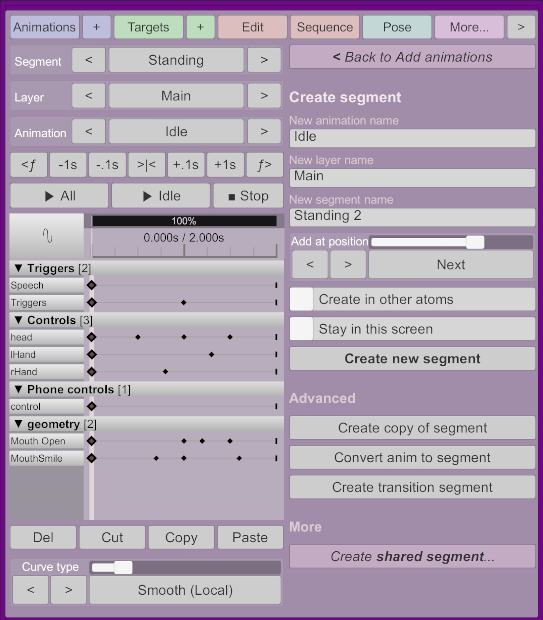 Animations + Targets + Edit Sequence Pose More... >
Segment < Standing >
Layer < Main >
Animation < Idle >
<ƒ -1s -.1s >|< +.1s +1s ƒ>
▶ All ▶ Idle ■ Stop
100%
0.000s / 2.000s
▼ Triggers [2]
Speech
Triggers
▼ Controls [3]
head
lHand
rHand
▼ Phone controls [1]
control
▼ geometry [2]
Mouth Open
MouthSmile
Del Cut Copy Paste
Curve type
< > Smooth (Local)
< Back to Add animations
Create segment
New animation name
Idle
New layer name
Main
New segment name
Standing 2
Add at position
< > Next
Create in other atoms
Stay in this screen
Create new segment
Advanced
Create copy of segment
Convert anim to segment
Create transition segment
More
Create shared segment...